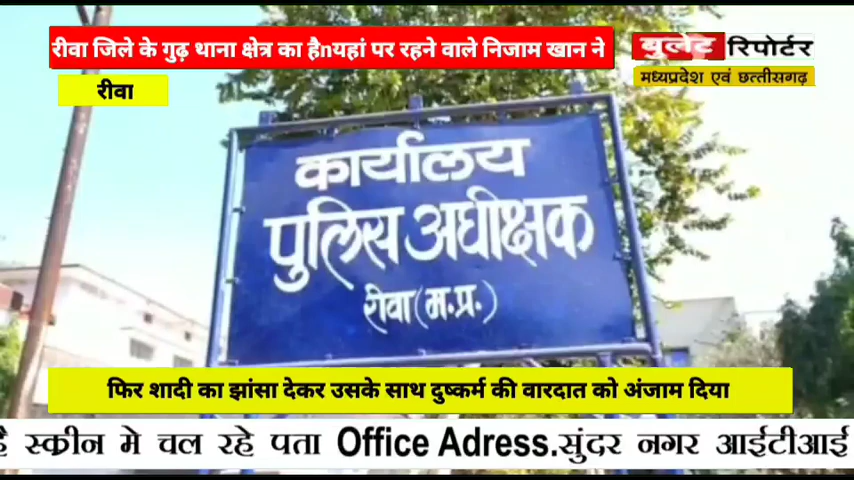 रीवा जिले के गुढ़ थाना क्षेत्र का हैnयहां पर रहने वाले निजाम खान ने
बुलेट रिपोर्टर
मध्यप्रदेश एवं छत्तीसगढ़
रीवा
कार्यालय
पुलिस अधीक्षक
रीवा (म.प्र.)
फिर शादी का झांसा देकर उसके साथ दुष्कर्म की वारदात को अंजाम दिया
है स्क्रीन मे चल रहे पता Office Adress.सुंदर नगर आईटीआई